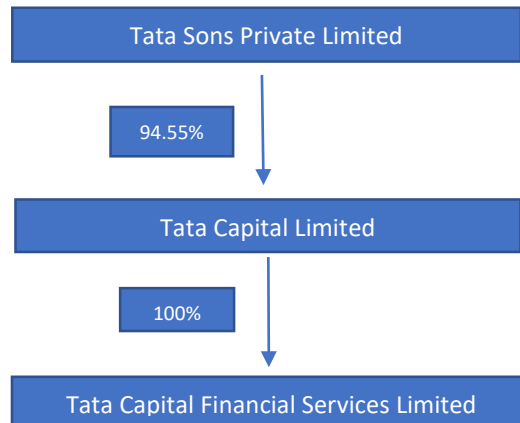 Tata Sons Private Limited
94.55%
Tata Capital Limited
100%
Tata Capital Financial Services Limited